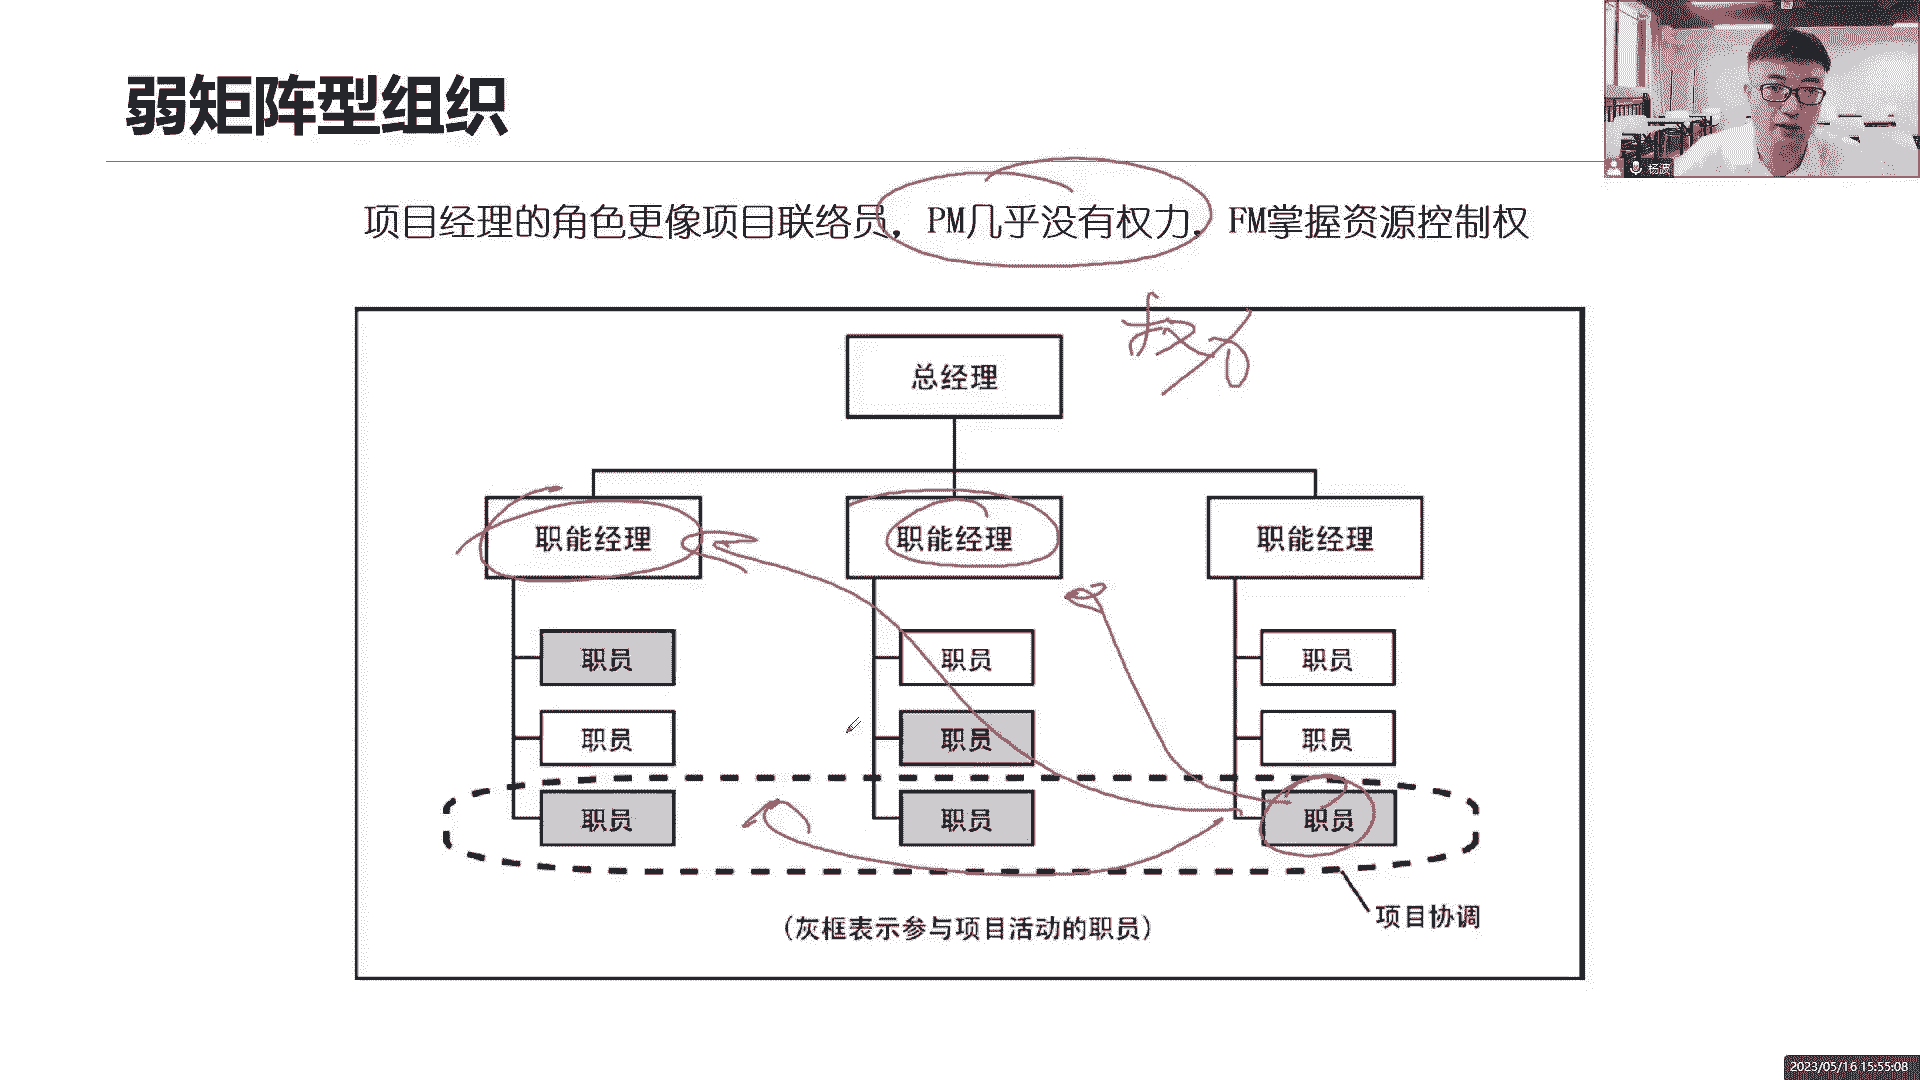 弱矩阵型组织
杨波
项目经理的角色更像项目联络员，PM几乎没有权力，FM掌握资源控制权
权力
总经理
职能经理 职能经理 职能经理
职员 职员 职员
职员 职员 职员
职员 职员 职员
项目协调
(灰框表示参与项目活动的职员)
2023/05/16 15:55:08